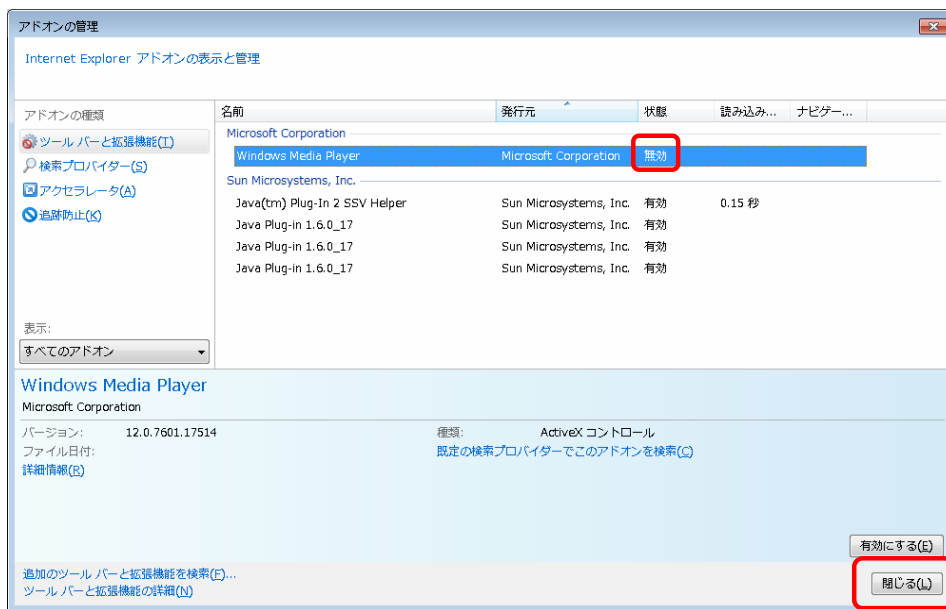 アドオンの管理
Internet Explorer アドオンの表示と管理
アドオンの種類
ツール バーと拡張機能(T)
検索プロバイダー(S)
アクセラレータ(A)
追跡防止(K)
表示:
すべてのアドオン
名前 発行元 状態 読み込み... ナビゲー...
Microsoft Corporation
Windows Media Player Microsoft Corporation 無効
Sun Microsystems, Inc.
Java(tm) Plug-In 2 SSV Helper Sun Microsystems, Inc. 有効 0.15 秒
Java Plug-in 1.6.0_17 Sun Microsystems, Inc. 有効
Java Plug-in 1.6.0_17 Sun Microsystems, Inc. 有効
Java Plug-in 1.6.0_17 Sun Microsystems, Inc. 有効
Windows Media Player
Microsoft Corporation
バージョン: 12.0.7601.17514 種類: ActiveX コントロール
ファイル日付: 既定の検索プロバイダーでこのアドオンを検索(C)
詳細情報(R)
有効にする(E)
追加のツール バーと拡張機能を検索(F)...
ツール バーと拡張機能の詳細(N)
閉じる(L)